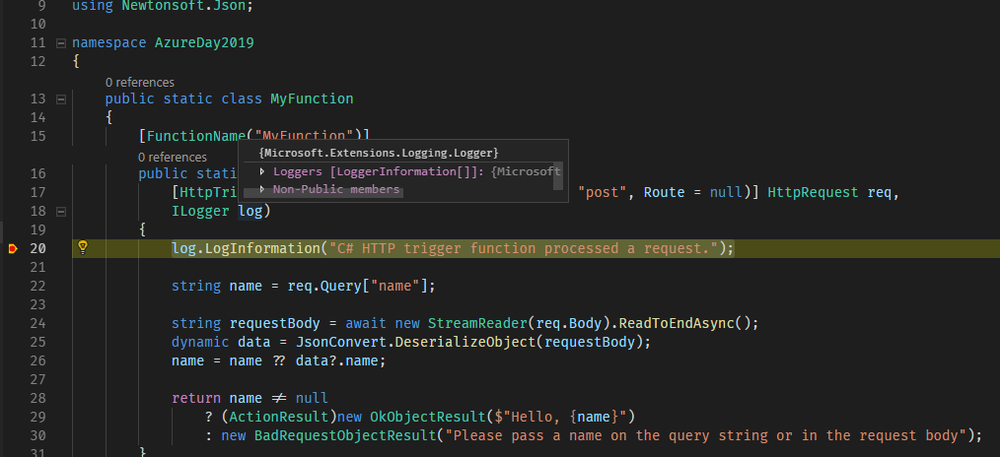 9 using Newtonsoft.Json;
10
11 namespace AzureDay2019
12 {
0 references
13 public static class MyFunction
14 {
15 [FunctionName("MyFunction")]
{Microsoft.Extensions.Logging.Logger}
0 references
Loggers [LoggerInformation[]]: {Microsoft
16 public stat
Non-Public members
17 [HttpTri "post", Route = null)] HttpRequest req,
18 ILogger log)
19 {
20 log.LogInformation("C# HTTP trigger function processed a request.");
21
22 string name = req.Query["name"];
23
24 string requestBody = await new StreamReader(req.Body).ReadToEndAsync();
25 dynamic data = JsonConvert.DeserializeObject(requestBody);
26 name = name ?? data?.name;
27
28 return name ≠ null
29 ? (ActionResult)new OkObjectResult($"Hello, {name}")
30 : new BadRequestObjectResult("Please pass a name on the query string or in the request body");
31 }